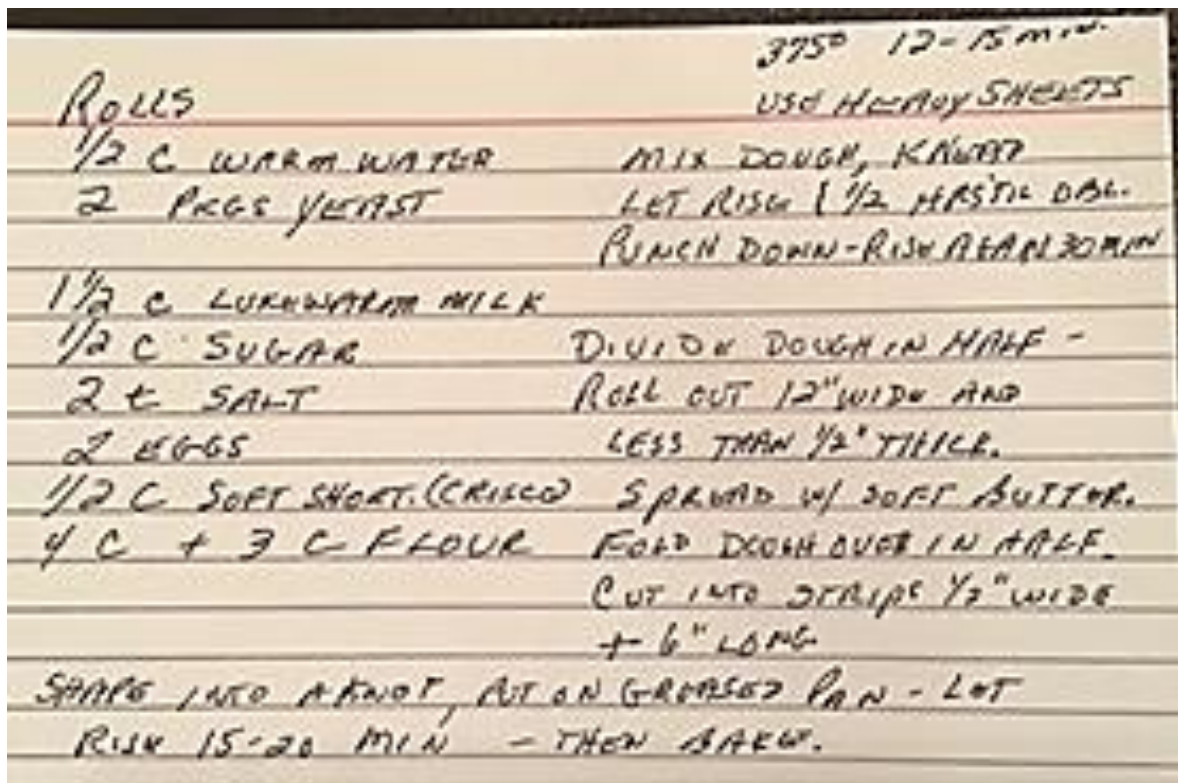 375° 12-15 MIN.
ROLLS
USE HEAVY SHEETS
1/2 C WARM WATER
2 PKGS YEAST
1 1/2 C LUKEWARM MILK
1/2 C SUGAR
2 t SALT
2 EGGS
1/2 C SOFT SHORT. (CRISCO)
4 C + 3 C FLOUR
MIX DOUGH, KNEAD
LET RISE 1 1/2 HRS 'TIL DBL.
PUNCH DOWN - RISE AGAIN 30 MIN
DIVIDE DOUGH IN HALF -
ROLL OUT 12" WIDE AND
LESS THAN 1/2" THICK.
SPREAD W/ SOFT BUTTER.
FOLD DOUGH OVER IN HALF.
CUT INTO STRIPS 1/2" WIDE
+ 6" LONG
SHAPE INTO A KNOT, PUT ON GREASED PAN - LET
RISE 15-20 MIN - THEN BAKE.